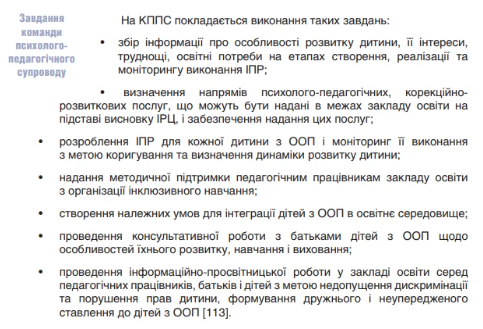 Завдання
команди
психолого-
педагогічного
супроводу
На КППС покладається виконання таких завдань:
• збір інформації про особливості розвитку дитини, її інтереси,
труднощі, освітні потреби на етапах створення, реалізації та
моніторингу виконання ІПР;
• визначення напрямів психолого-педагогічних, корекційно-
розвиткових послуг, що можуть бути надані в межах закладу освіти на
підставі висновку ІРЦ, і забезпечення надання цих послуг;
• розроблення ІПР для кожної дитини з ООП і моніторинг її виконання
з метою коригування та визначення динаміки розвитку дитини;
• надання методичної підтримки педагогічним працівникам закладу освіти
з організації інклюзивного навчання;
• створення належних умов для інтеграції дітей з ООП в освітнє середовище;
• проведення консультативної роботи з батьками дітей з ООП щодо
особливостей їхнього розвитку, навчання і виховання;
• проведення інформаційно-просвітницької роботи у закладі освіти серед
педагогічних працівників, батьків і дітей з метою недопущення дискримінації
та порушення прав дитини, формування дружнього і неупередженого
ставлення до дітей з ООП [113].